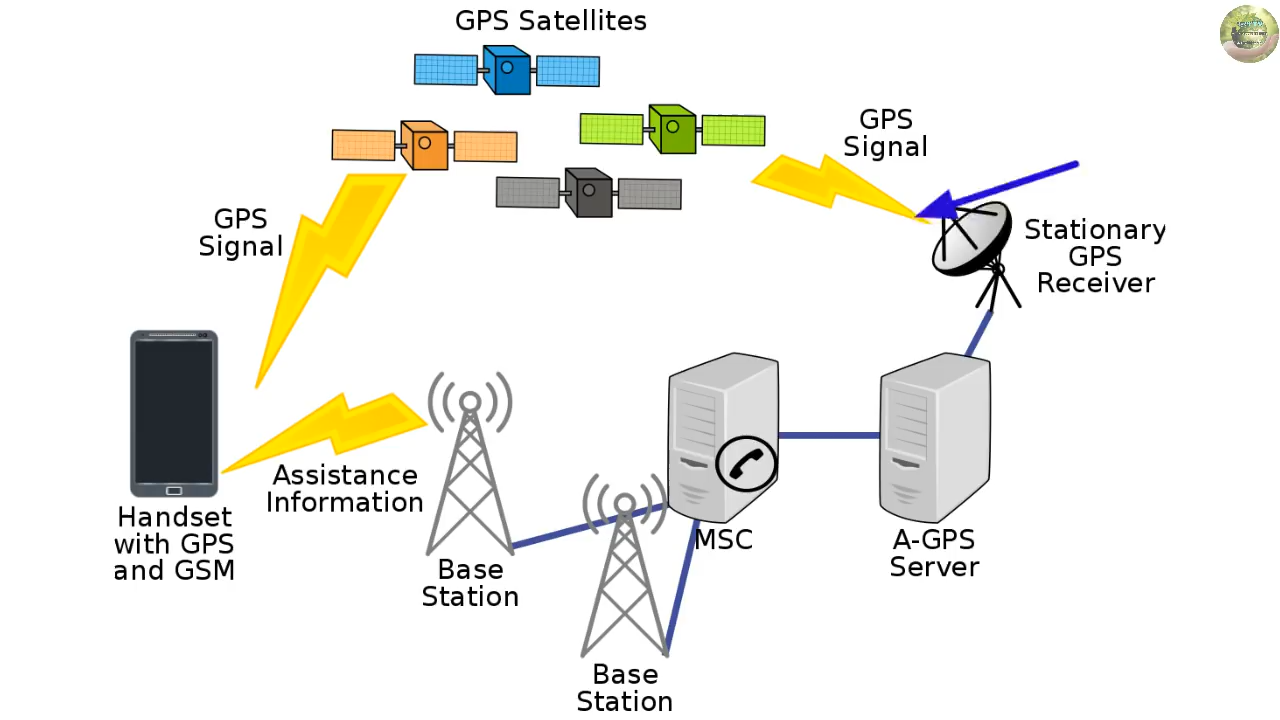 GPS Satellites
GPS
Signal
GPS
Signal
Stationary
GPS
Receiver
Assistance
Information
Handset
with GPS
and GSM
Base
Station
MSC
A-GPS
Server
Base
Station